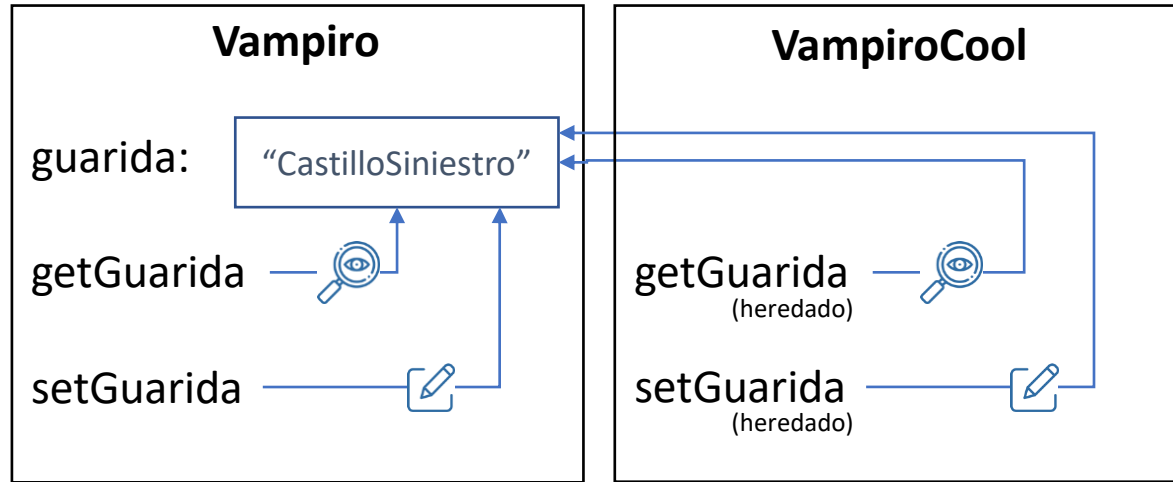 Vampiro
guarida:
“CastilloSiniestro”
getGuarida
setGuarida
VampiroCool
getGuarida
(heredado)
setGuarida
(heredado)